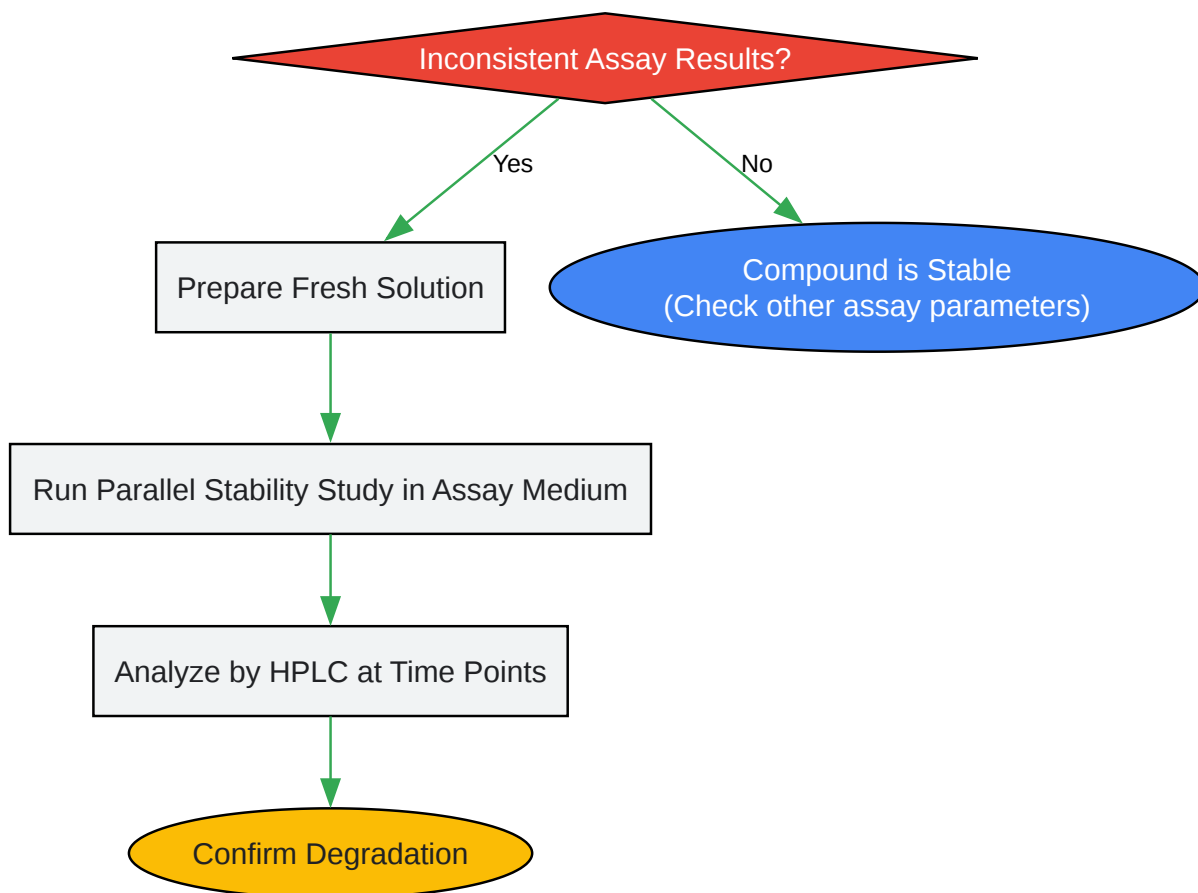 Inconsistent Assay Results?
Yes
No
Prepare Fresh Solution
Compound is Stable
(Check other assay parameters)
Run Parallel Stability Study in Assay Medium
Analyze by HPLC at Time Points
Confirm Degradation